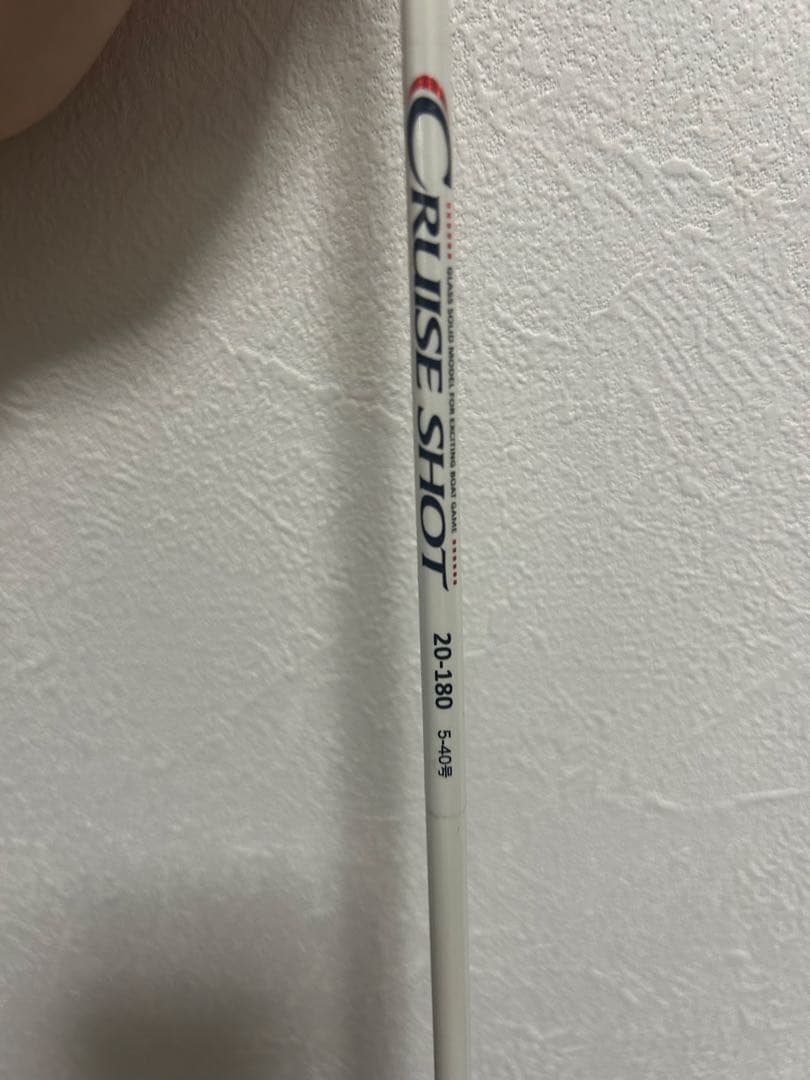 CRUISE SHOT
GLASS SOLID MODEL FOR EXCITING BOAT GAME
20-180 5-40号